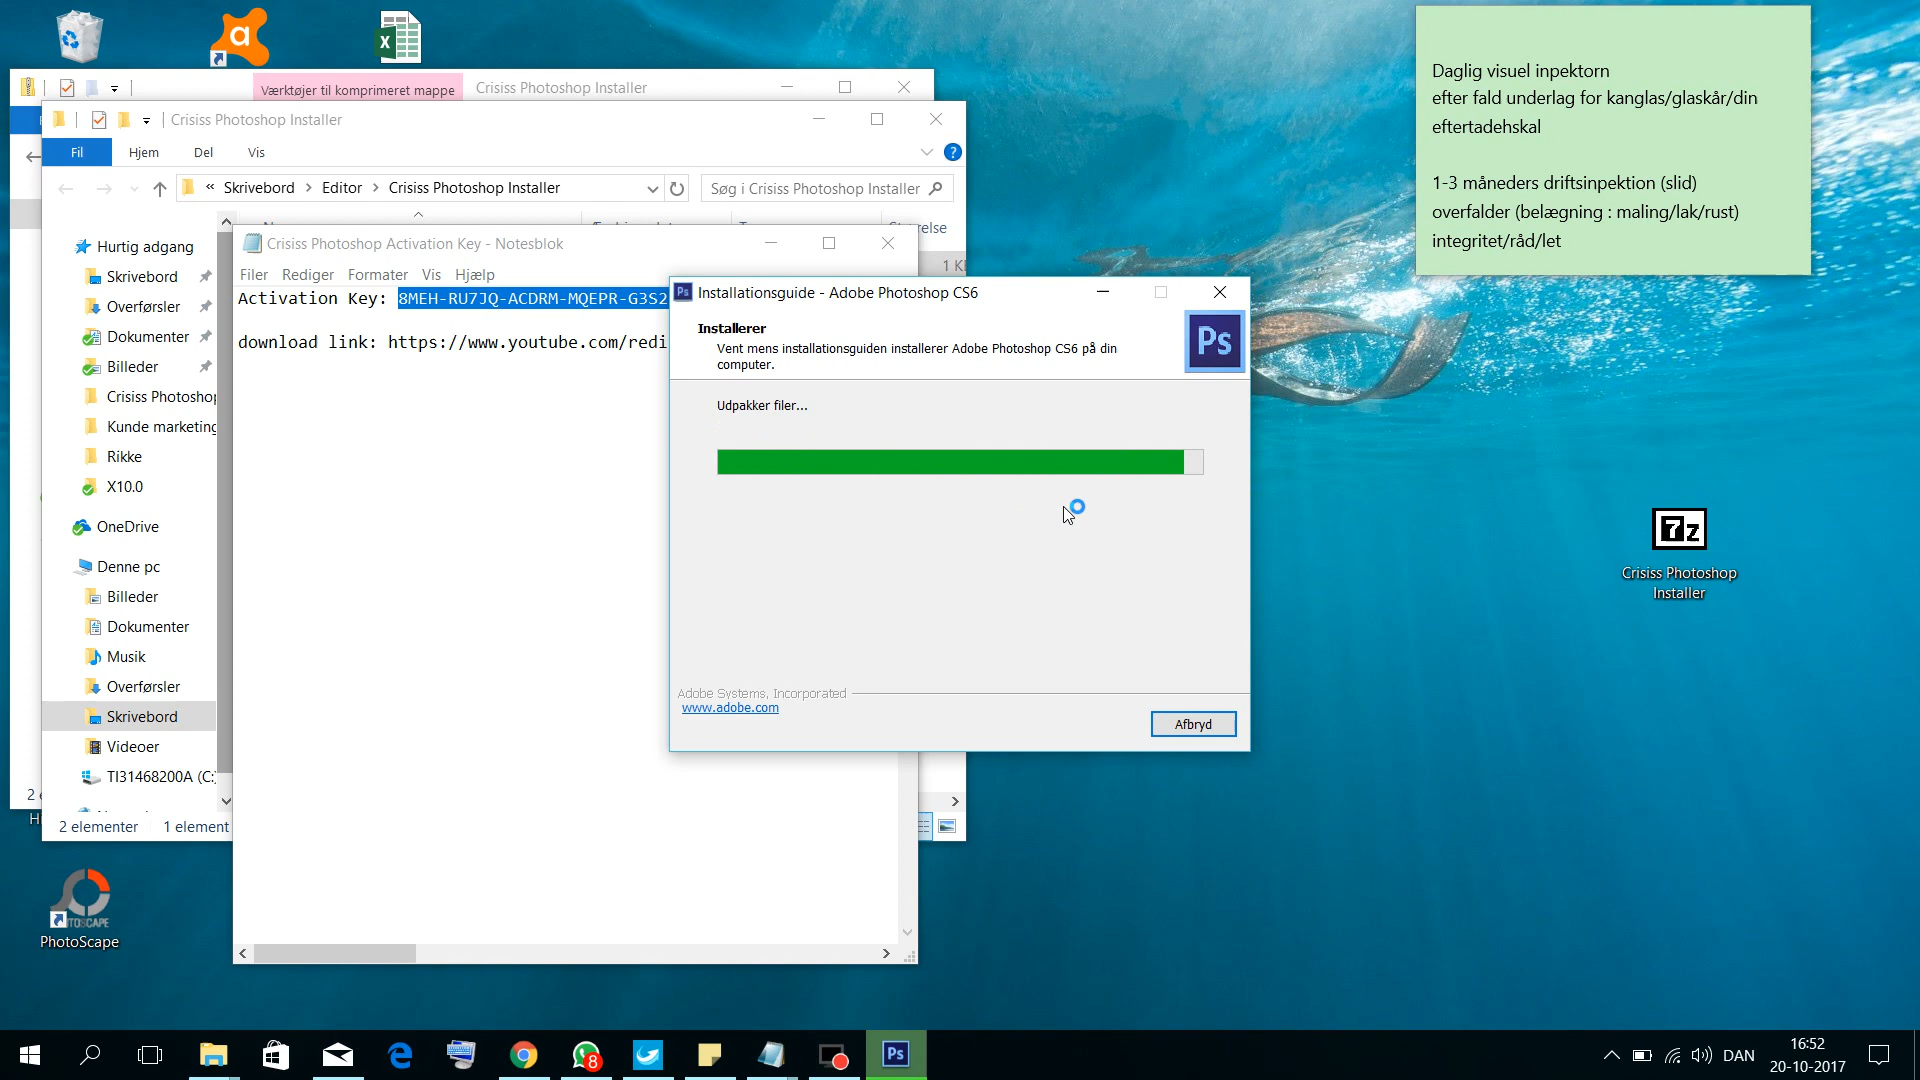 Værktøjer til komprimeret mappe
Crisiss Photoshop Installer
Crisiss Photoshop Installer
Fil
Hjem
Del
Vis
« Skrivebord > Editor > Crisiss Photoshop Installer
Søg i Crisiss Photoshop Installer
Hurtig adgang
Skrivebord
Overførsler
Dokumenter
Billeder
Crisiss Photoshop
Kunde marketing
Rikke
X10.0
OneDrive
Denne pc
Billeder
Dokumenter
Musik
Overførsler
Skrivebord
Videoer
TI31468200A (C:)
2 elementer
1 element
Crisiss Photoshop Activation Key - Notesblok
Filer
Rediger
Formater
Vis
Hjælp
Activation Key: 8MEH-RU7JQ-ACDRM-MQEPR-G3S2
download link: https://www.youtube.com/redi
Installationsguide - Adobe Photoshop CS6
Installerer
Vent mens installationsguiden installerer Adobe Photoshop CS6 på din
computer.
Ps
Udpakker filer...
Adobe Systems, Incorporated
www.adobe.com
Afbryd
Daglig visuel inpektorn
efter fald underlag for kanglas/glaskår/din
eftertadehskal
1-3 måneders driftsinpektion (slid)
overfalder (belægning : maling/lak/rust)
integritet/råd/let
7z
Crisiss Photoshop
Installer
PhotoScape
8
Ps
DAN
16:52
20-10-2017